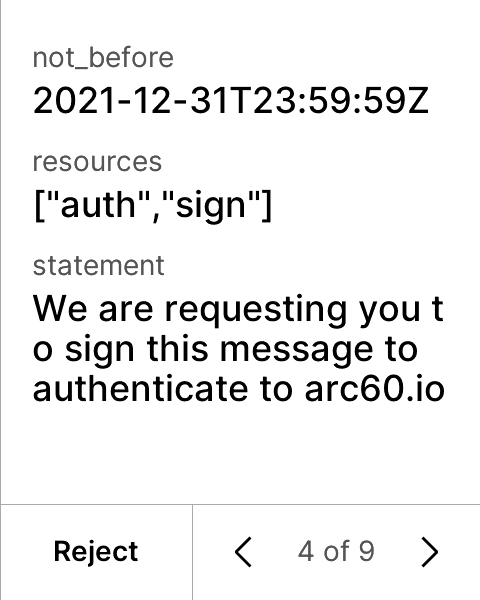 not_before
2021-12-31T23:59:59Z
resources
["auth","sign"]
statement
We are requesting you t
o sign this message to
authenticate to arc60.io
Reject
4 of 9